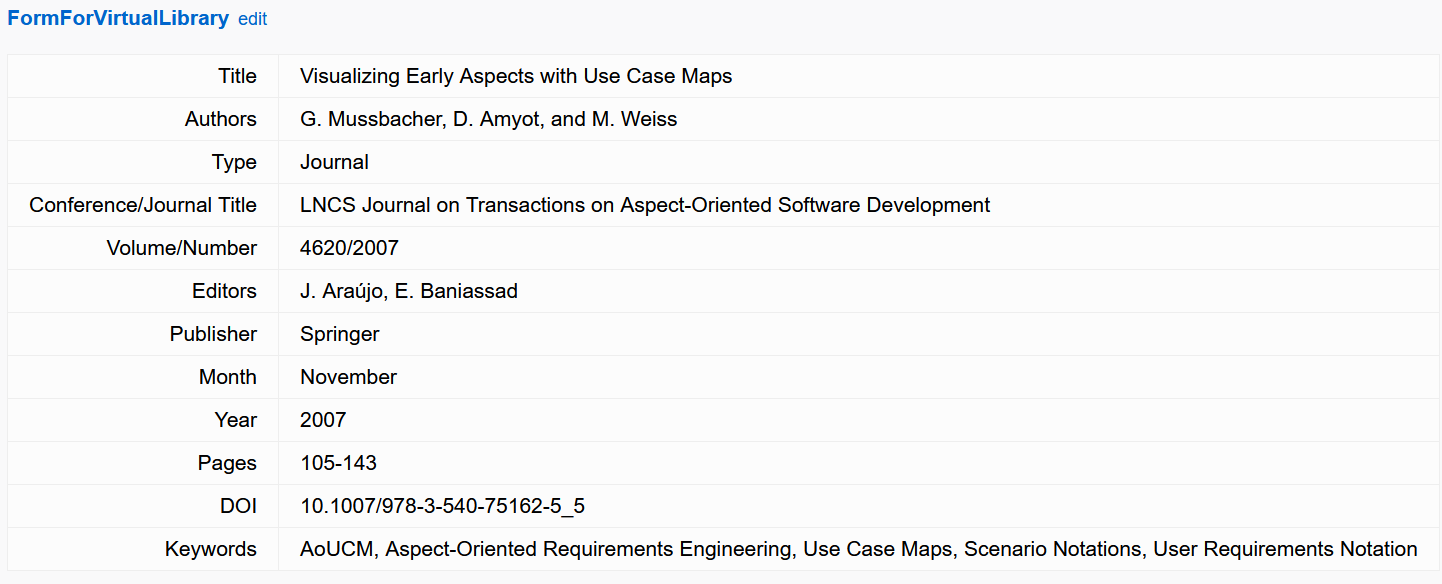 FormForVirtualLibrary edit
Title Visualizing Early Aspects with Use Case Maps
Authors G. Mussbacher, D. Amyot, and M. Weiss
Type Journal
Conference/Journal Title LNCS Journal on Transactions on Aspect-Oriented Software Development
Volume/Number 4620/2007
Editors J. Araújo, E. Baniassad
Publisher Springer
Month November
Year 2007
Pages 105-143
DOI 10.1007/978-3-540-75162-5_5
Keywords AoUCM, Aspect-Oriented Requirements Engineering, Use Case Maps, Scenario Notations, User Requirements Notation